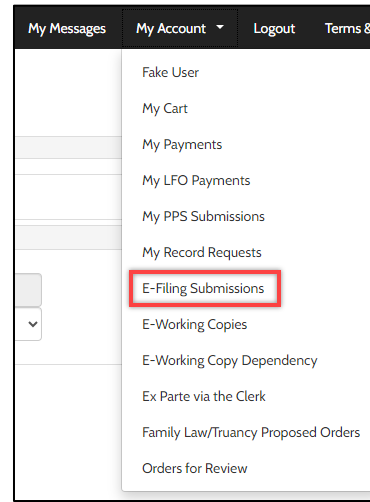 My Messages My Account Logout Terms &
Fake User
My Cart
My Payments
My LFO Payments
My PPS Submissions
My Record Requests
E-Filing Submissions
E-Working Copies
E-Working Copy Dependency
Ex Parte via the Clerk
Family Law/Truancy Proposed Orders
Orders for Review